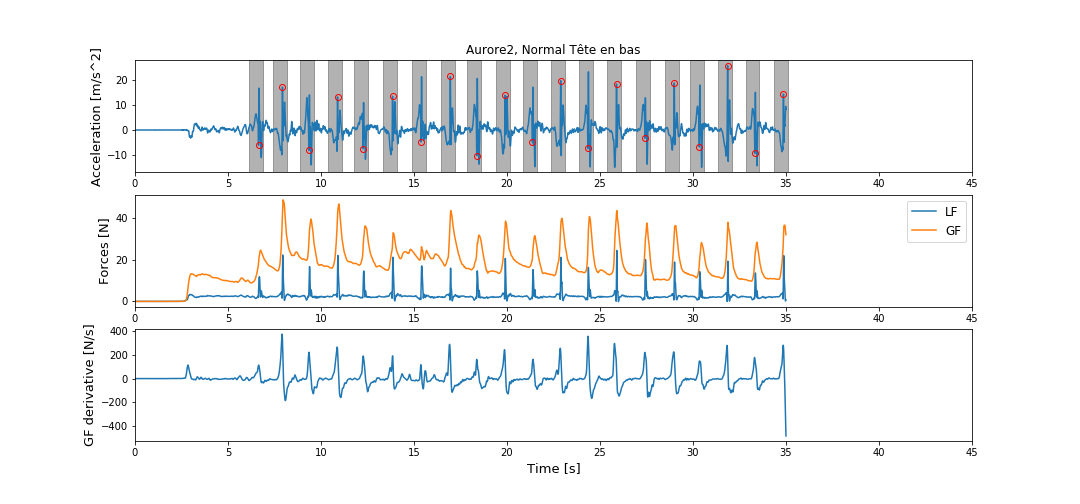 Aurore2, Normal Tête en bas
Acceleration [m/s^2]
20
10
0
−10
0 5 10 15 20 25 30 35 40 45
Forces [N]
40
20
0
LF
GF
0 5 10 15 20 25 30 35 40 45
GF derivative [N/s]
400
200
0
−200
−400
0 5 10 15 20 25 30 35 40 45
Time [s]